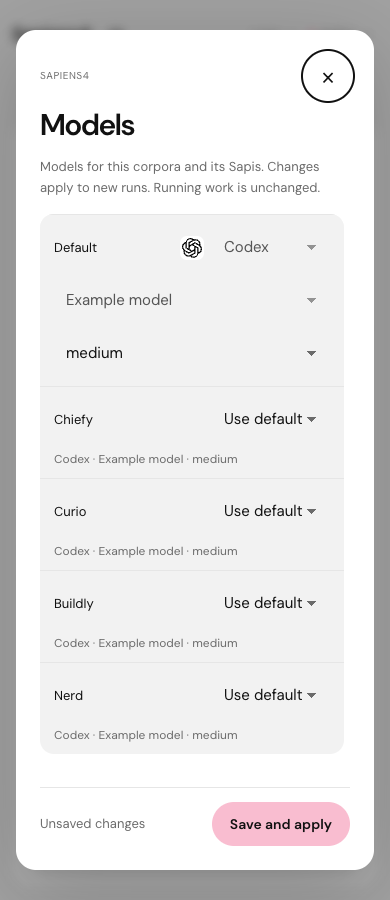 SAPIENS4
×
Models
Models for this corpora and its Sapis. Changes
apply to new runs. Running work is unchanged.
Default Codex
Example model
medium
Chiefy Use default
Codex · Example model · medium
Curio Use default
Codex · Example model · medium
Buildly Use default
Codex · Example model · medium
Nerd Use default
Codex · Example model · medium
Unsaved changes Save and apply